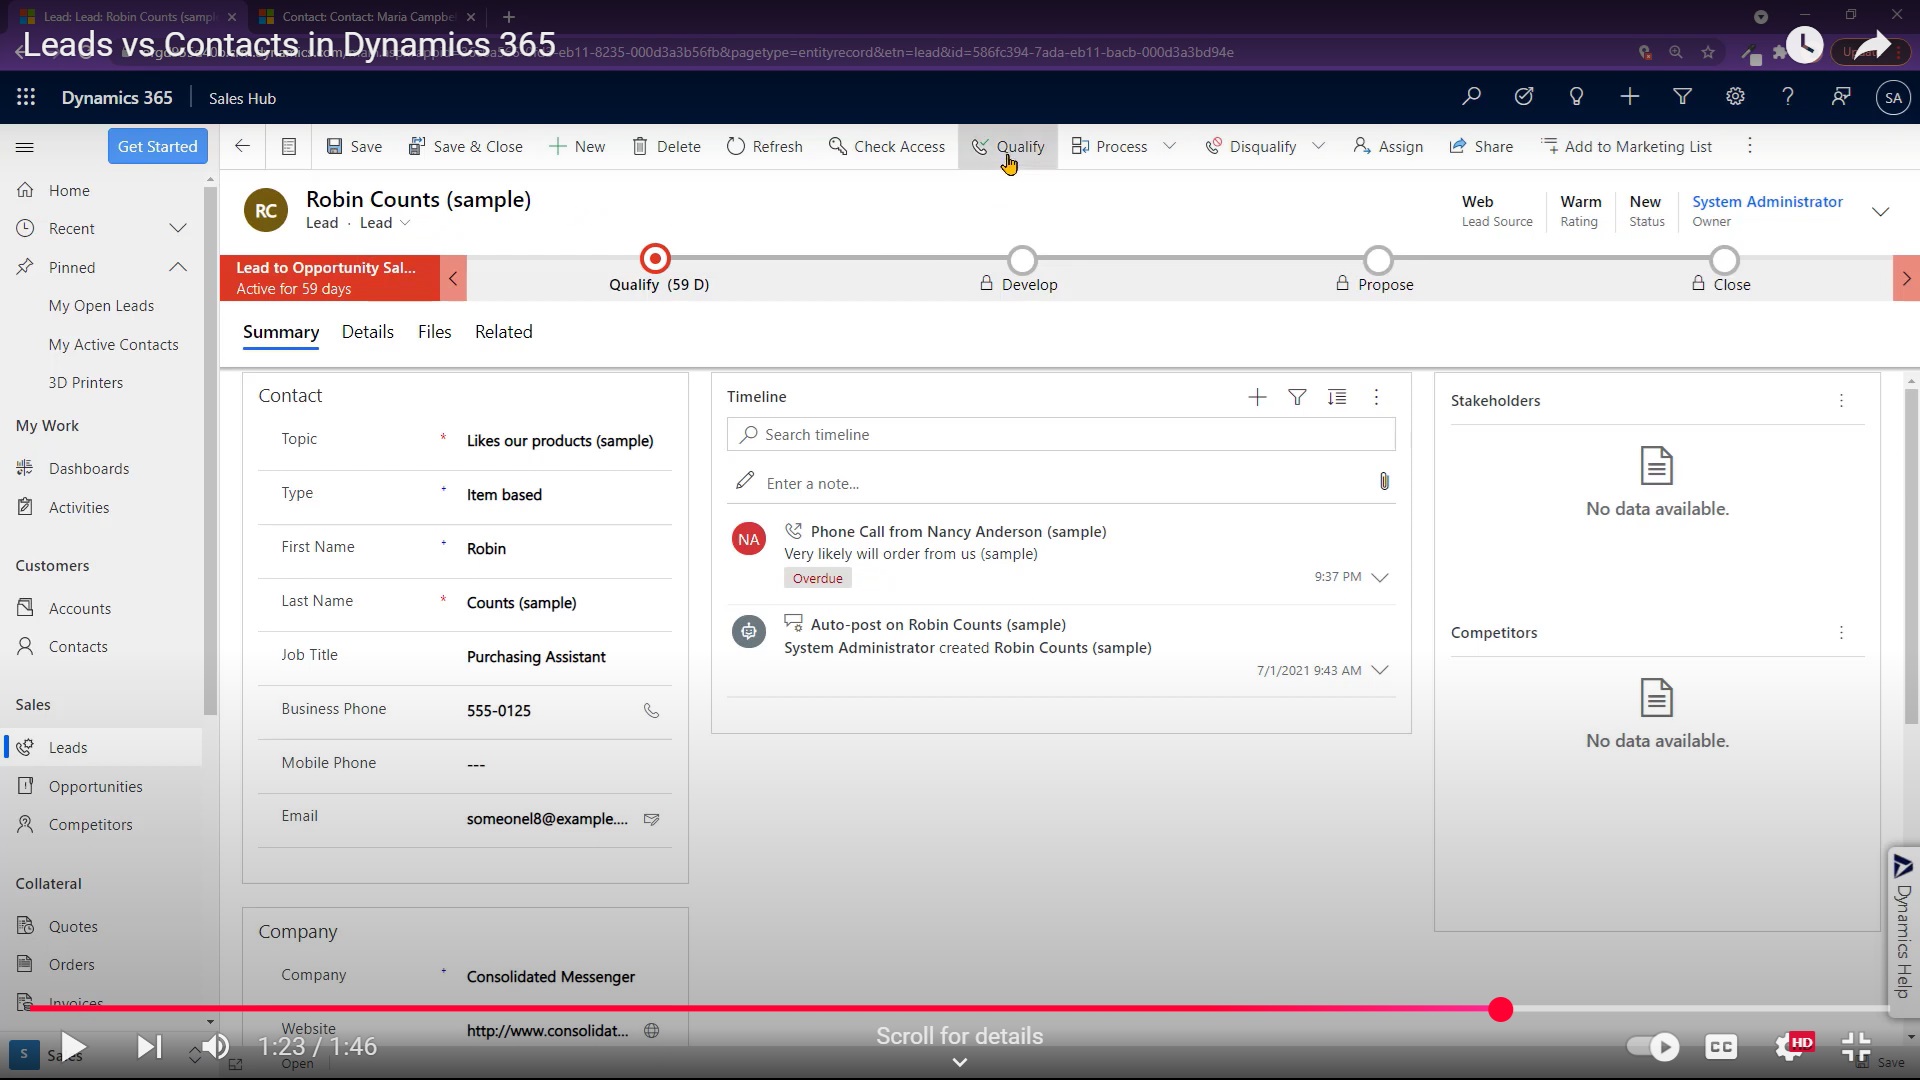 Lead: Lead: Robin Counts (sampl
Contact: Contact: Maria Campbe
Leads vs Contacts in Dynamics 365
eb11-8235-000d3a3b56fb&pagetype=entityrecord&etn=lead&id=586fc394-7ada-eb11-bacb-000d3a3bd94e
Dynamics 365
Sales Hub
SA
Get Started
Save
Save & Close
New
Delete
Refresh
Check Access
Qualify
Process
Disqualify
Assign
Share
Add to Marketing List
Home
Recent
Pinned
My Open Leads
My Active Contacts
3D Printers
My Work
Dashboards
Activities
Customers
Accounts
Contacts
Sales
Leads
Opportunities
Competitors
Collateral
Quotes
Orders
Invoices
S
Sales
RC
Robin Counts (sample)
Lead · Lead
Web
Lead Source
Warm
Rating
New
Status
System Administrator
Owner
Lead to Opportunity Sal...
Active for 59 days
Qualify (59 D)
Develop
Propose
Close
Summary
Details
Files
Related
Contact
Topic * Likes our products (sample)
Type + Item based
First Name + Robin
Last Name * Counts (sample)
Job Title Purchasing Assistant
Business Phone 555-0125
Mobile Phone ---
Email someonel8@example....
Company
Company + Consolidated Messenger
Website http://www.consolidat...
Open
Timeline
Search timeline
Enter a note...
NA
Phone Call from Nancy Anderson (sample)
Very likely will order from us (sample)
Overdue
9:37 PM
Auto-post on Robin Counts (sample)
System Administrator created Robin Counts (sample)
7/1/2021 9:43 AM
Stakeholders
No data available.
Competitors
No data available.
Dynamics Help
1:23 / 1:46
Scroll for details
CC
HD
Save